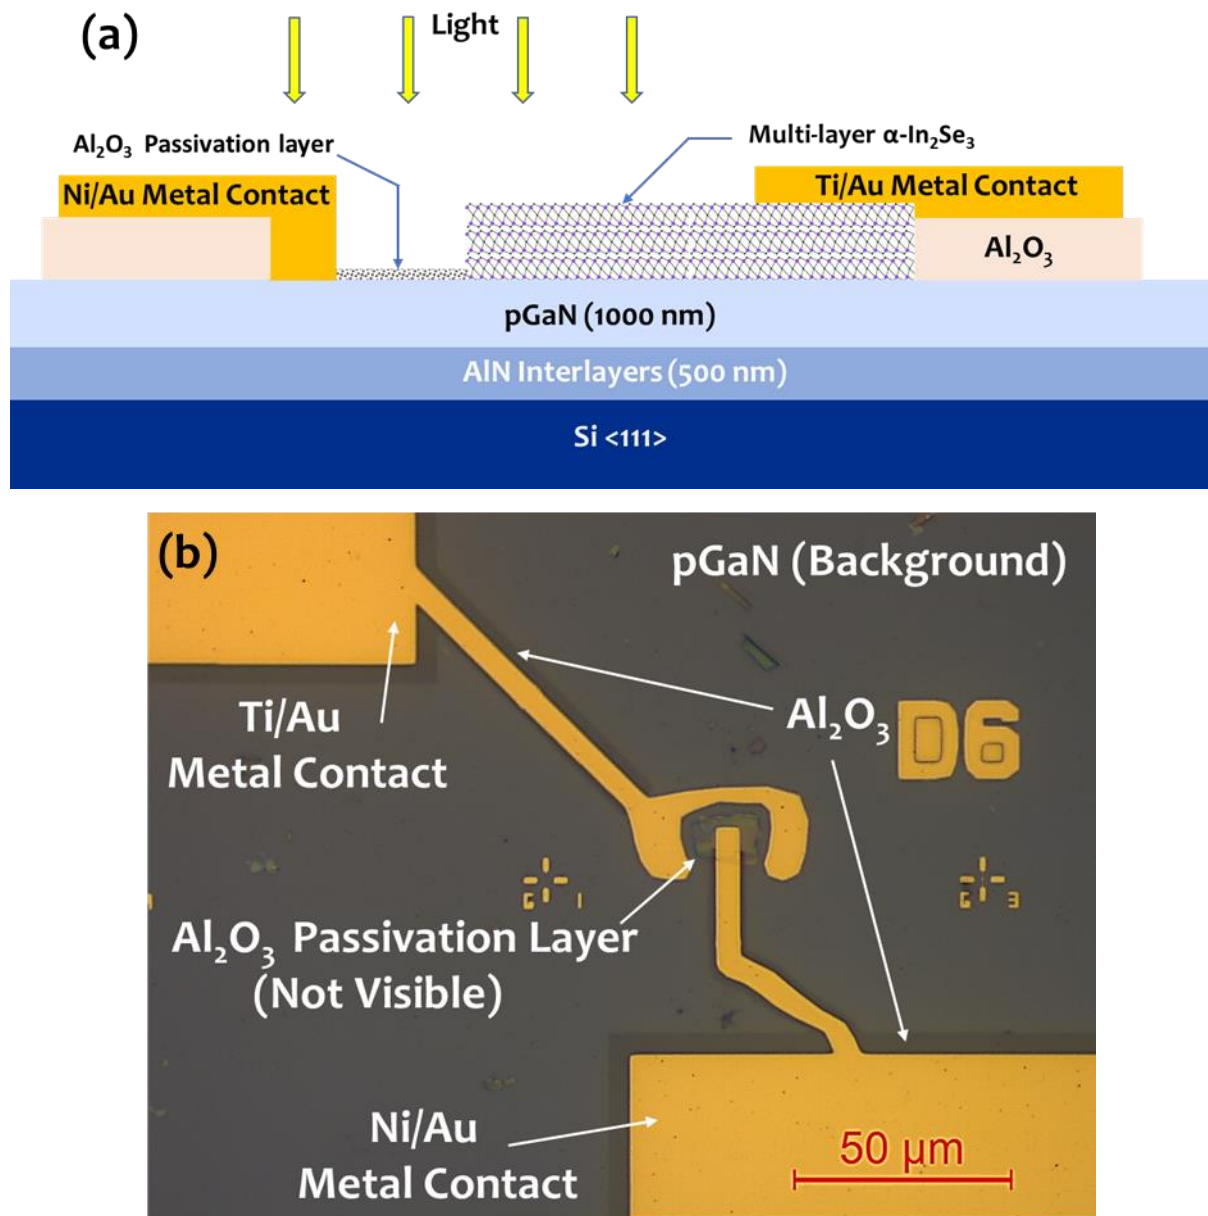 (a)
Light
Al₂O₃ Passivation layer
Multi-layer α-In₂Se₃
Ni/Au Metal Contact
Ti/Au Metal Contact
Al₂O₃
pGaN (1000 nm)
AlN Interlayers (500 nm)
Si <111>
(b)
pGaN (Background)
Ti/Au
Metal Contact
Al₂O₃
D6
Al₂O₃ Passivation Layer
(Not Visible)
Ni/Au
Metal Contact
50 µm